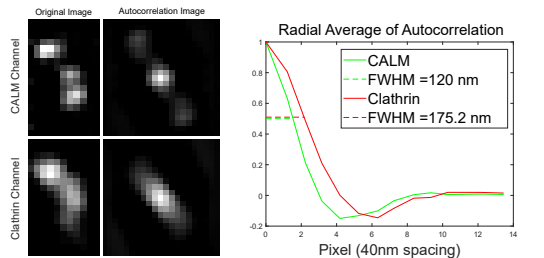 Original Image
Autocorrelation Image
CALM Channel
Clathrin Channel
Radial Average of Autocorrelation
CALM
FWHM =120 nm
Clathrin
FWHM =175.2 nm
1
0.8
0.6
0.4
0.2
0
-0.2
0 2 4 6 8 10 12 14
Pixel (40nm spacing)